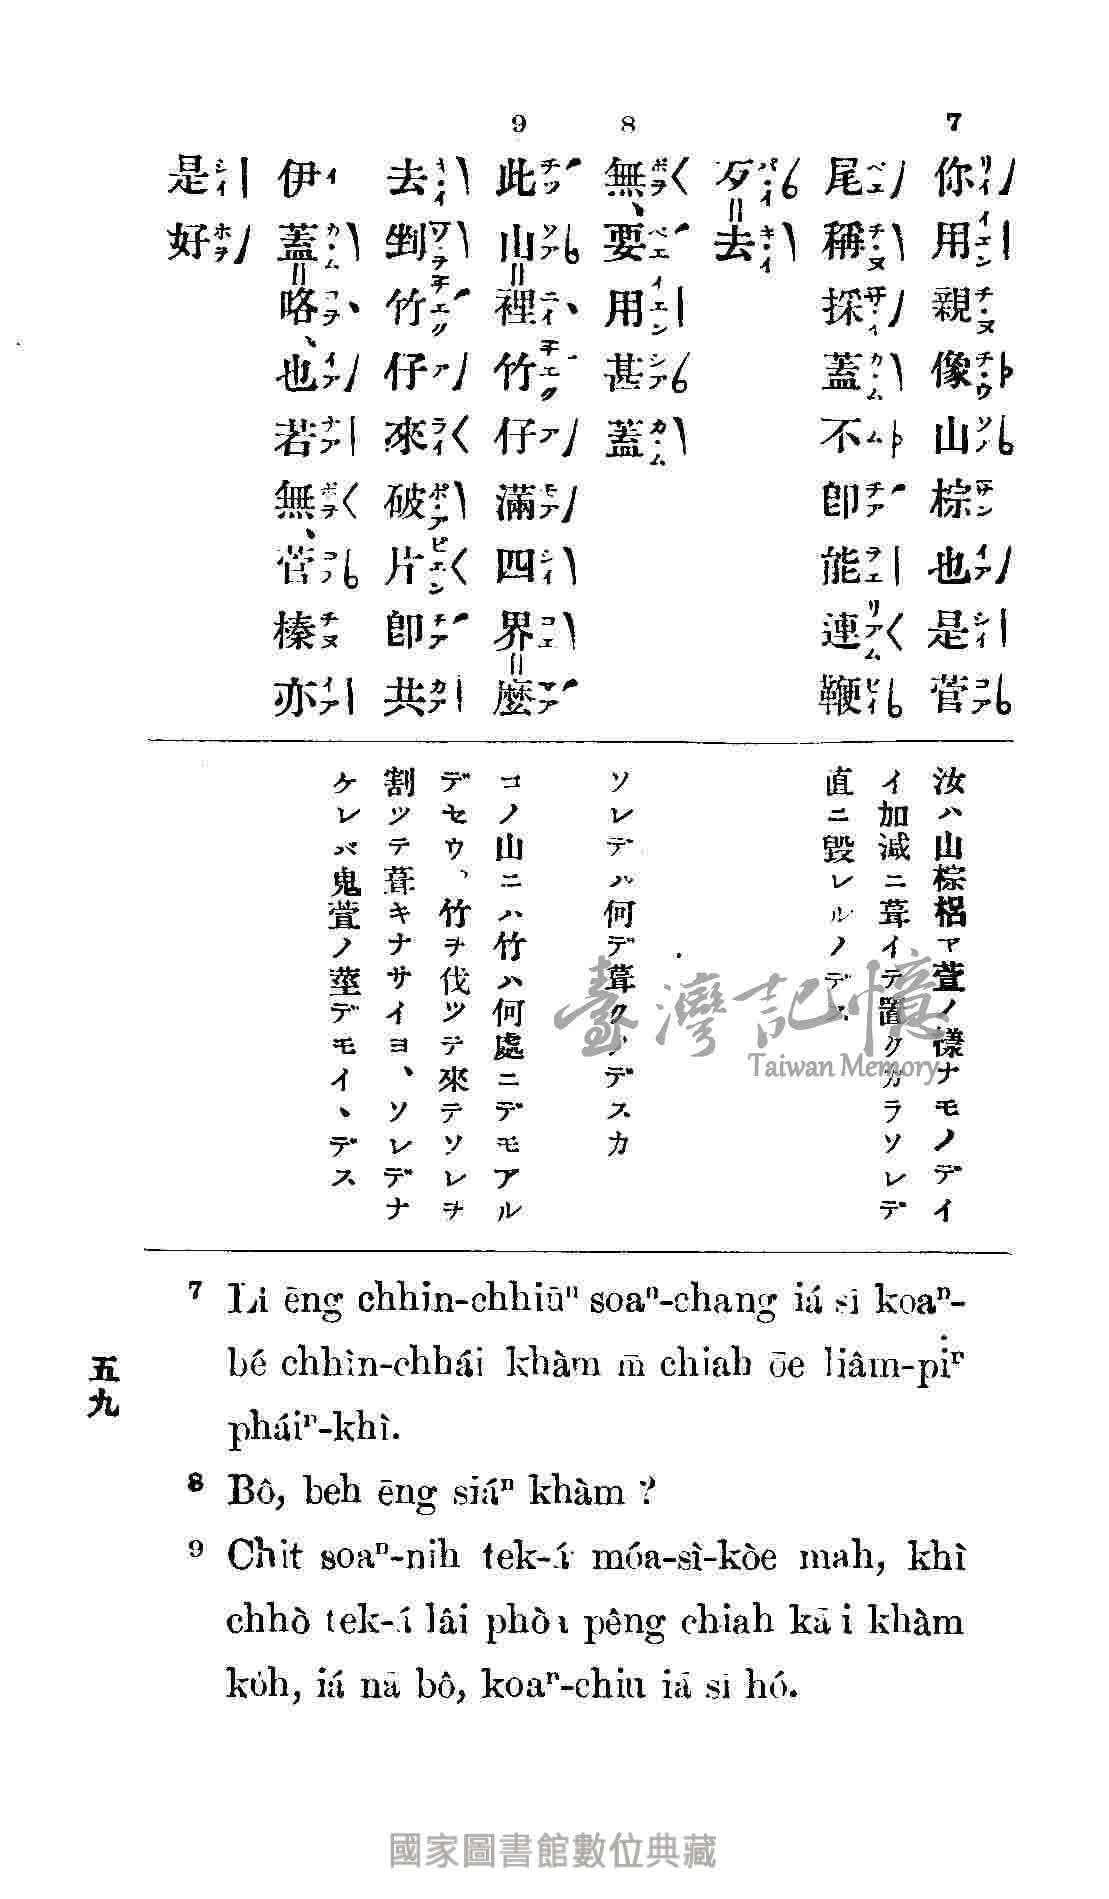 7
你用親像山棕也是菅
尾稱採蓋不即能連鞭
歹=去
8
無、要用甚蓋
9
此山=裡竹仔滿四界=麼
去剉竹仔來破片即共
伊蓋=咯、也若無、菅榛亦
是好
汝ハ山棕梠ヤ萓ノ樣ナモノデイ
イ加減ニ葺イテ置クカラソレデ
直ニ毀レルノデス
ソレデハ何デ葺クノデスカ
コノ山ニハ竹ハ何處ニデモアル
デセウ、竹ヲ伐ツテ來テソレヲ
割ツテ葺キナサイヨ、ソレデナ
ケレバ鬼萓ノ莖デモイヽデス
7 Lí ēng chhin-chhiūⁿ soaⁿ-chang iá sī koaⁿ-
bé chhìn-chhái khàm m̄ chiah ōe liâm-piⁿ
pháiⁿ-khì.
8 Bô, beh ēng siáⁿ khàm ?
9 Chit soaⁿ-nih tek-á móa-sì-kòe mah, khì
chhò tek-á lâi phòa pêng chiah kā i khàm
ko͘h, iá nā bô, koaⁿ-chiu iā sī hó.
五九
臺灣記憶
Taiwan Memory
國家圖書館數位典藏